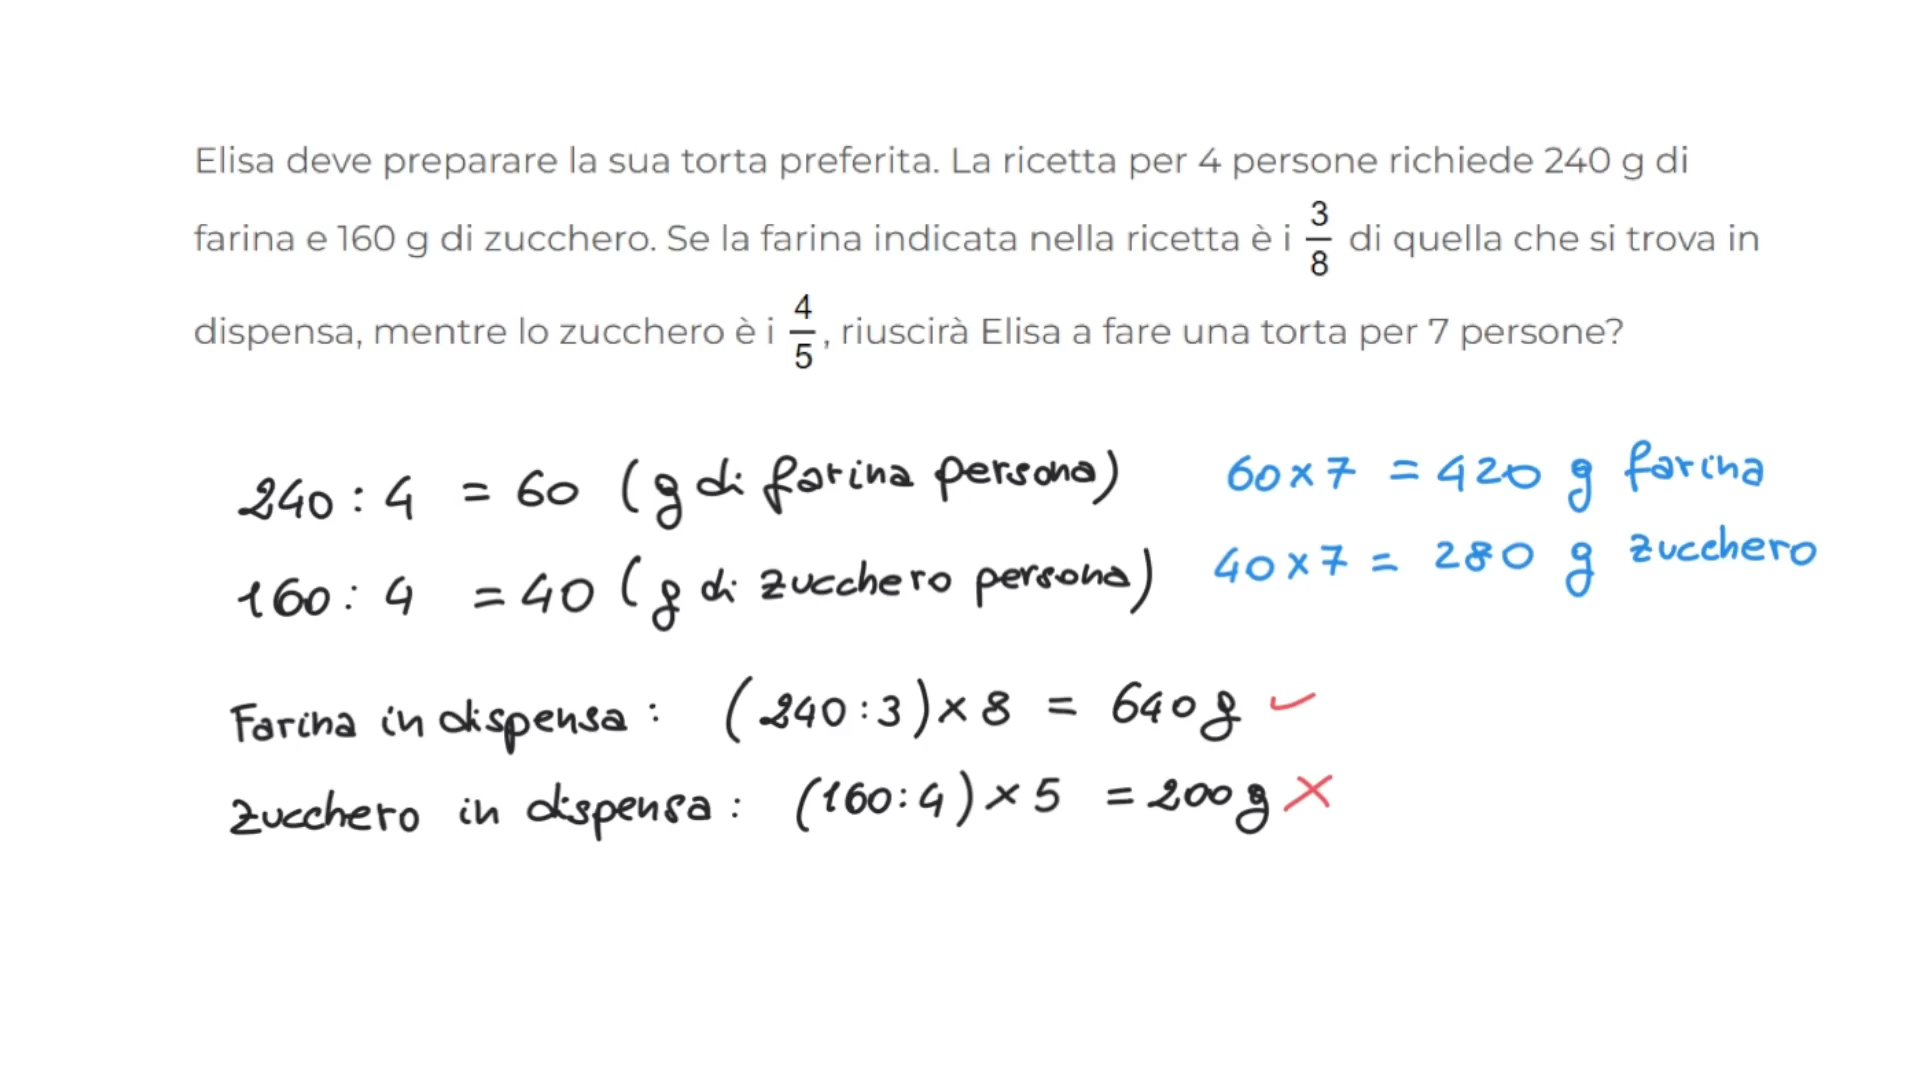 Elisa deve preparare la sua torta preferita. La ricetta per 4 persone richiede 240 g di
farina e 160 g di zucchero. Se la farina indicata nella ricetta è i 3/8 di quella che si trova in
dispensa, mentre lo zucchero è i 4/5, riuscirà Elisa a fare una torta per 7 persone?
240 : 4 = 60 (g di farina persona)
60 x 7 = 420 g farina
160 : 4 = 40 (g di zucchero persona)
40 x 7 = 280 g zucchero
Farina in dispensa : (240 : 3) x 8 = 640 g ✓
Zucchero in dispensa : (160 : 4) x 5 = 200 g ✗